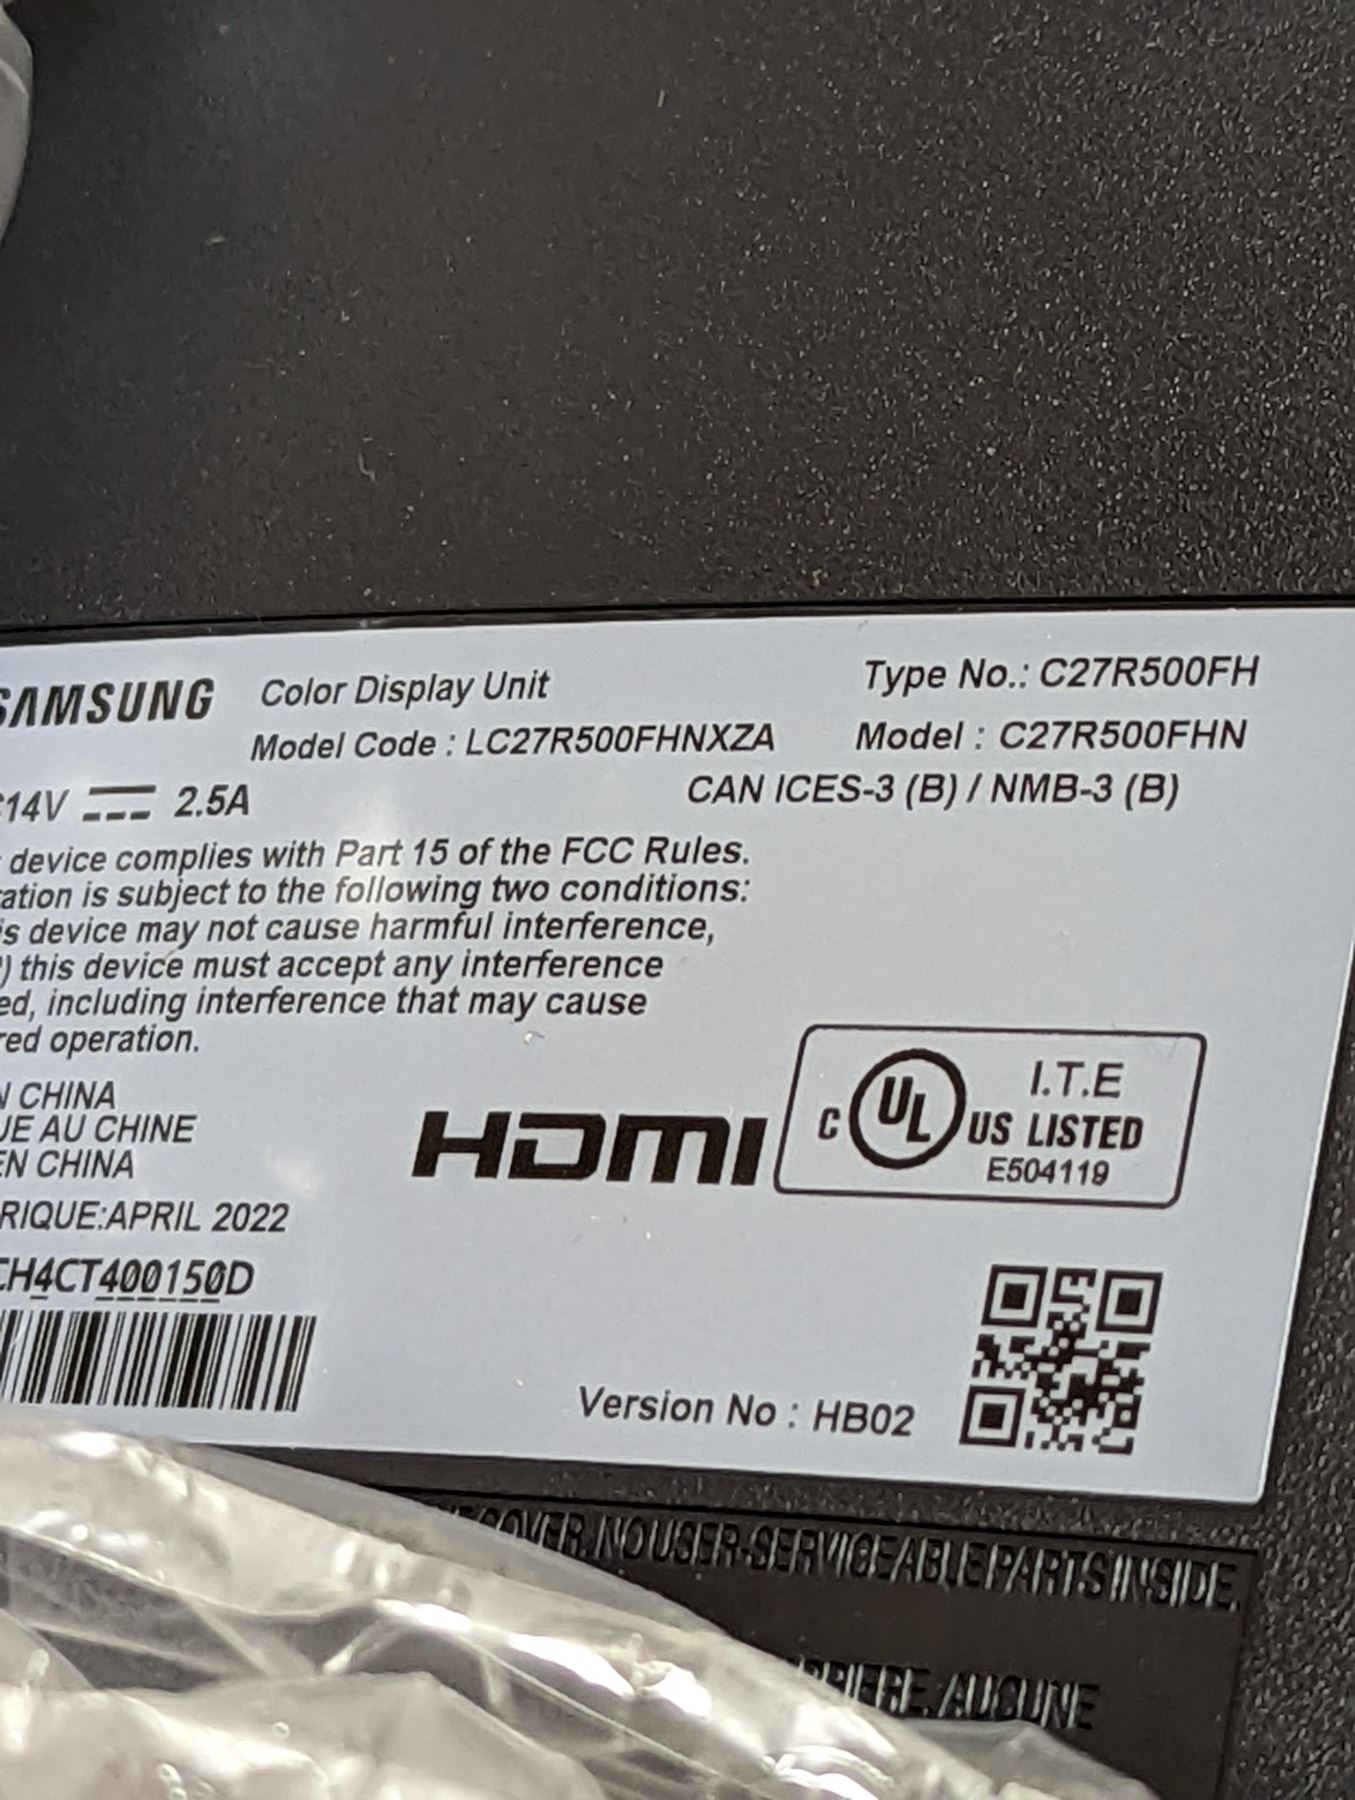 SAMSUNG Color Display Unit Type No.: C27R500FH
Model Code : LC27R500FHNXZA Model : C27R500FHN
14V 2.5A CAN ICES-3 (B) / NMB-3 (B)
device complies with Part 15 of the FCC Rules.
ation is subject to the following two conditions:
is device may not cause harmful interference,
) this device must accept any interference
ed, including interference that may cause
red operation.
N CHINA
UE AU CHINE
EN CHINA
RIQUE:APRIL 2022
CH4CT400150D
HDMI
C UL US LISTED
I.T.E
E504119
Version No : HB02
COVER. NO USER-SERVICEABLE PARTS INSIDE.
RRIERE. AUCUNE